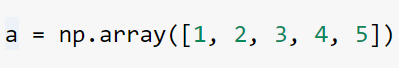 a = np.array([1, 2, 3, 4, 5])